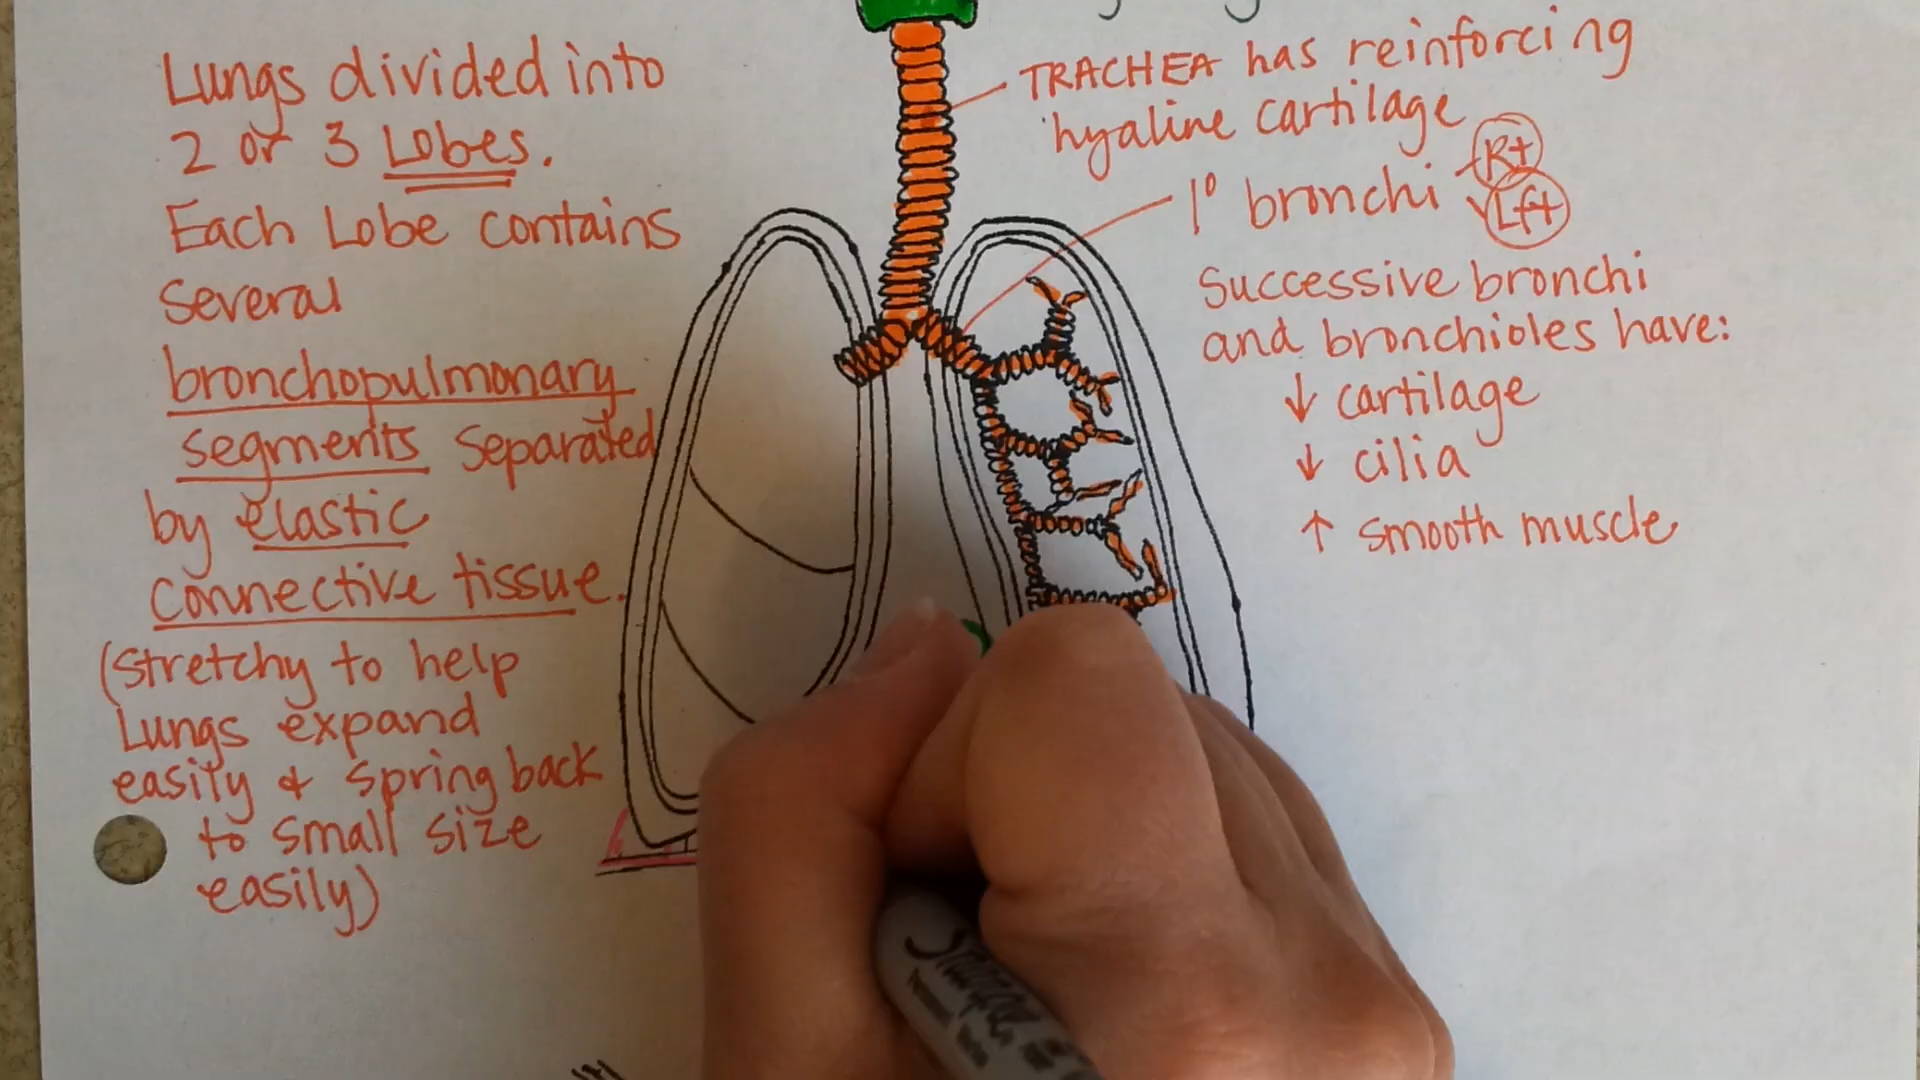 Lungs divided into
2 or 3 Lobes.
Each Lobe contains
several
bronchopulmonary
segments separated
by elastic
connective tissue.
(stretchy to help
Lungs expand
easily & spring back
to small size
easily)
TRACHEA has reinforcing
hyaline cartilage
1° bronchi Rt
Lft
Successive bronchi
and bronchioles have:
↓ cartilage
↓ cilia
↑ smooth muscle
Sharpie